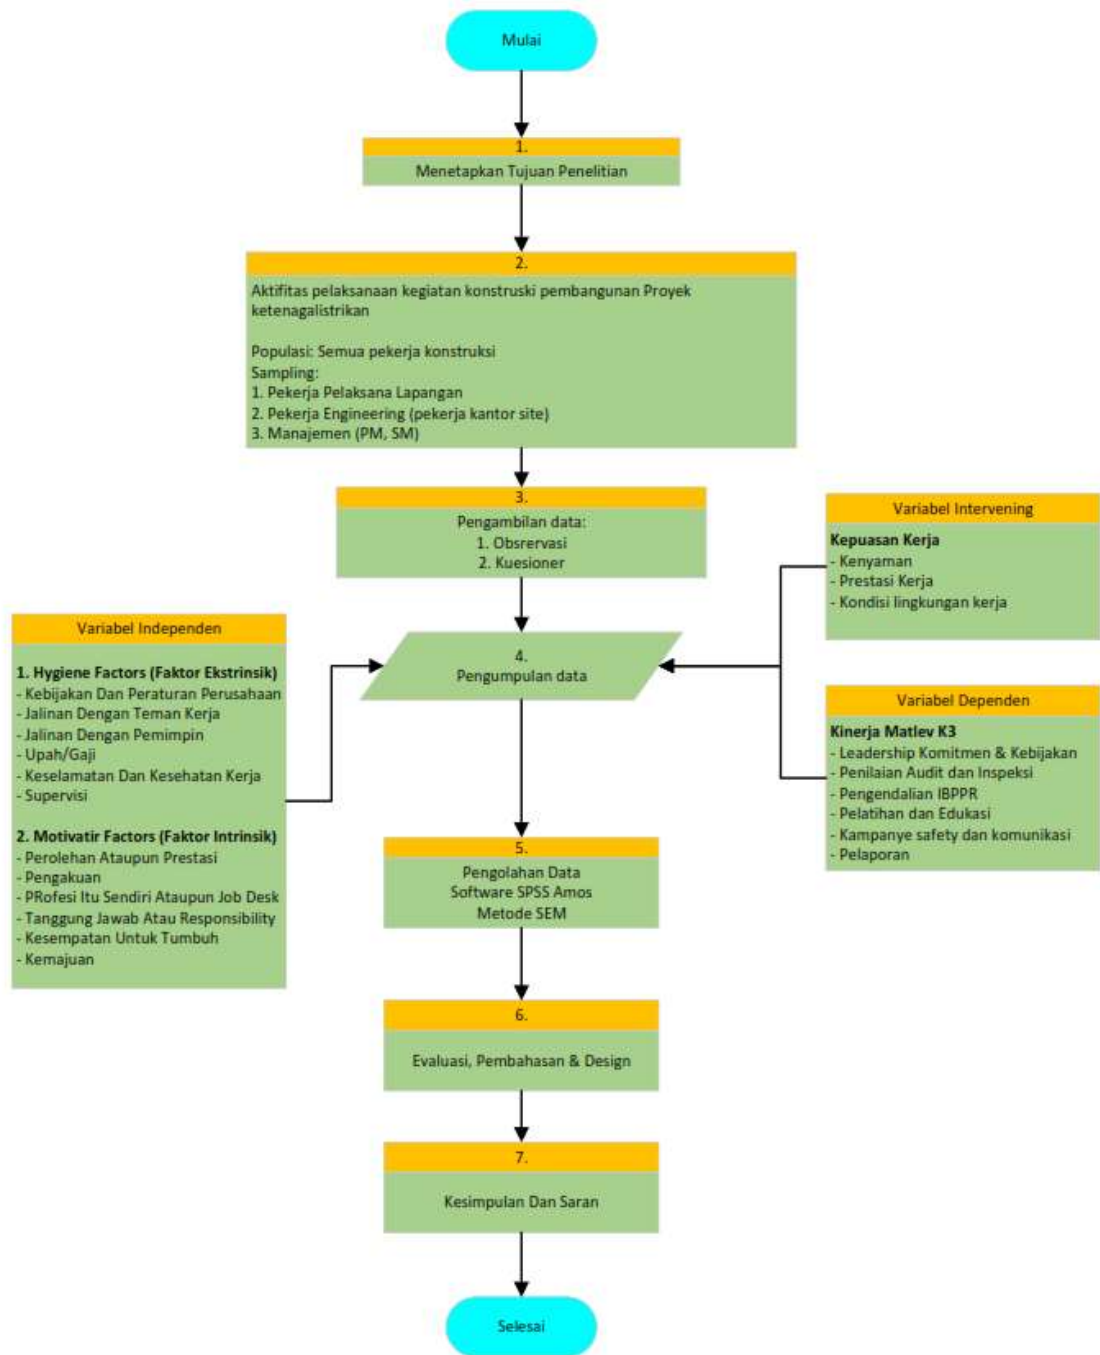 Mulai
1.
Menetapkan Tujuan Penelitian
2.
Aktifitas pelaksanaan kegiatan konstruski pembangunan Proyek
ketenagalistrikan
Populasi: Semua pekerja konstruksi
Sampling:
1. Pekerja Pelaksana Lapangan
2. Pekerja Engineering (pekerja kantor site)
3. Manajemen (PM, SM)
3.
Pengambilan data:
1. Obsrervasi
2. Kuesioner
Variabel Intervening
Kepuasan Kerja
- Kenyaman
- Prestasi Kerja
- Kondisi lingkungan kerja
Variabel Independen
1. Hygiene Factors (Faktor Ekstrinsik)
- Kebijakan Dan Peraturan Perusahaan
- Jalinan Dengan Teman Kerja
- Jalinan Dengan Pemimpin
- Upah/Gaji
- Keselamatan Dan Kesehatan Kerja
- Supervisi
2. Motivatir Factors (Faktor Intrinsik)
- Perolehan Ataupun Prestasi
- Pengakuan
- PRofesi Itu Sendiri Ataupun Job Desk
- Tanggung Jawab Atau Responsibility
- Kesempatan Untuk Tumbuh
- Kemajuan
4.
Pengumpulan data
Variabel Dependen
Kinerja Matlev K3
- Leadership Komitmen & Kebijakan
- Penilaian Audit dan Inspeksi
- Pengendalian IBPPR
- Pelatihan dan Edukasi
- Kampanye safety dan komunikasi
- Pelaporan
5.
Pengolahan Data
Software SPSS Amos
Metode SEM
6.
Evaluasi, Pembahasan & Design
7.
Kesimpulan Dan Saran
Selesai